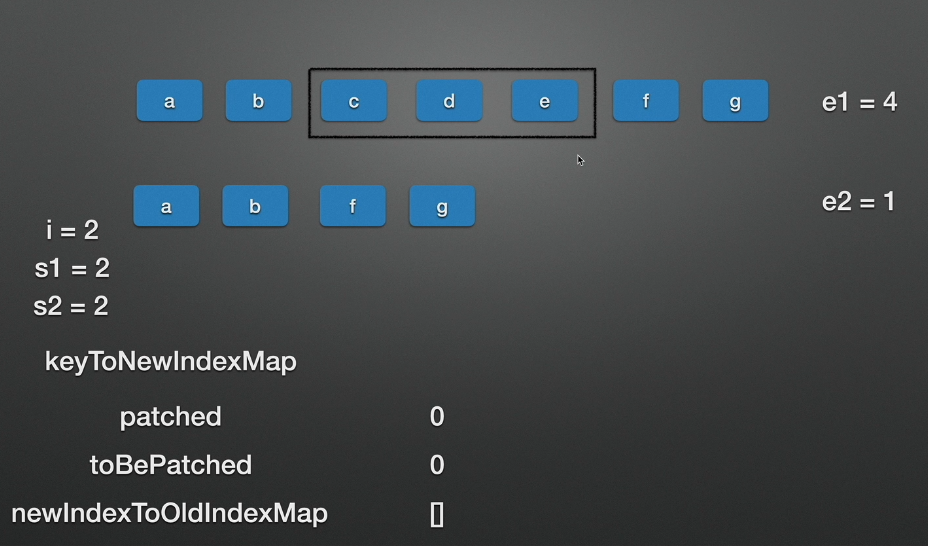 a b c d e f g e1 = 4
a b f g e2 = 1
i = 2
s1 = 2
s2 = 2
keyToNewIndexMap
patched 0
toBePatched 0
newIndexToOldIndexMap []